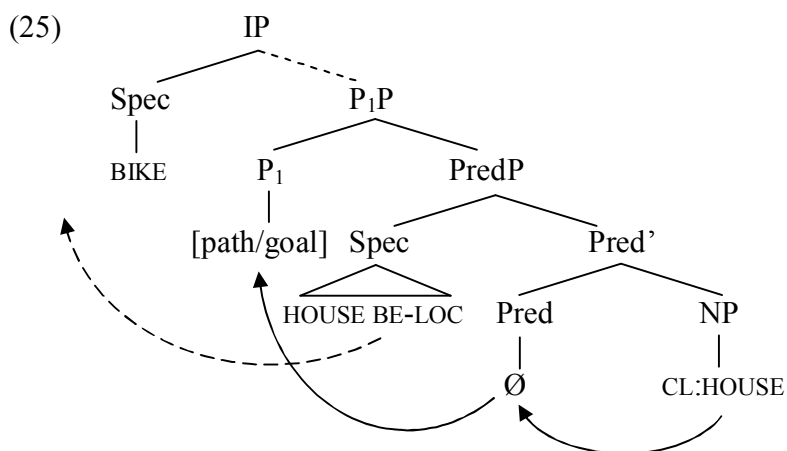 (25) IP
Spec P₁P
BIKE P₁ PredP
[path/goal] Spec Pred’
HOUSE BE-LOC Pred NP
Ø CL:HOUSE